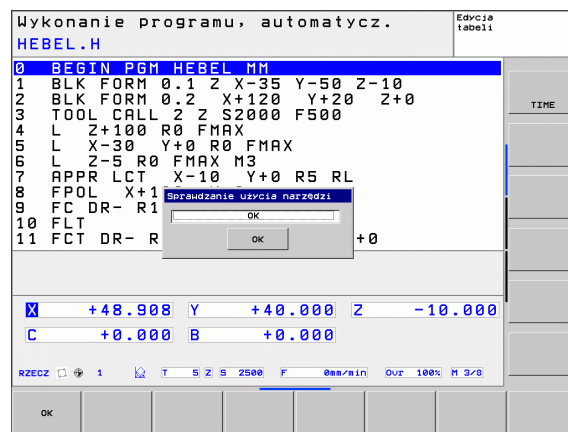 Wykonanie programu, automatycz.
Edycja
tabeli
HEBEL.H
0 BEGIN PGM HEBEL MM
1 BLK FORM 0.1 Z X-35 Y-50 Z-10
2 BLK FORM 0.2 X+120 Y+20 Z+0
3 TOOL CALL 2 Z S2000 F500
4 L Z+100 R0 FMAX
5 L X-30 Y+0 R0 FMAX
6 L Z-5 R0 FMAX M3
7 APPR LCT X-10 Y+0 R5 RL
8 FPOL X+1
9 FC DR- R1
10 FLT
11 FCT DR- R +0
Sprawdzanie użycia narzędzi
OK
OK
TIME
X +48.908 Y +40.000 Z -10.000
C +0.000 B +0.000
RZECZ 1 T 5 Z S 2500 F 0mm/min Ovr 100% M 3/8
OK